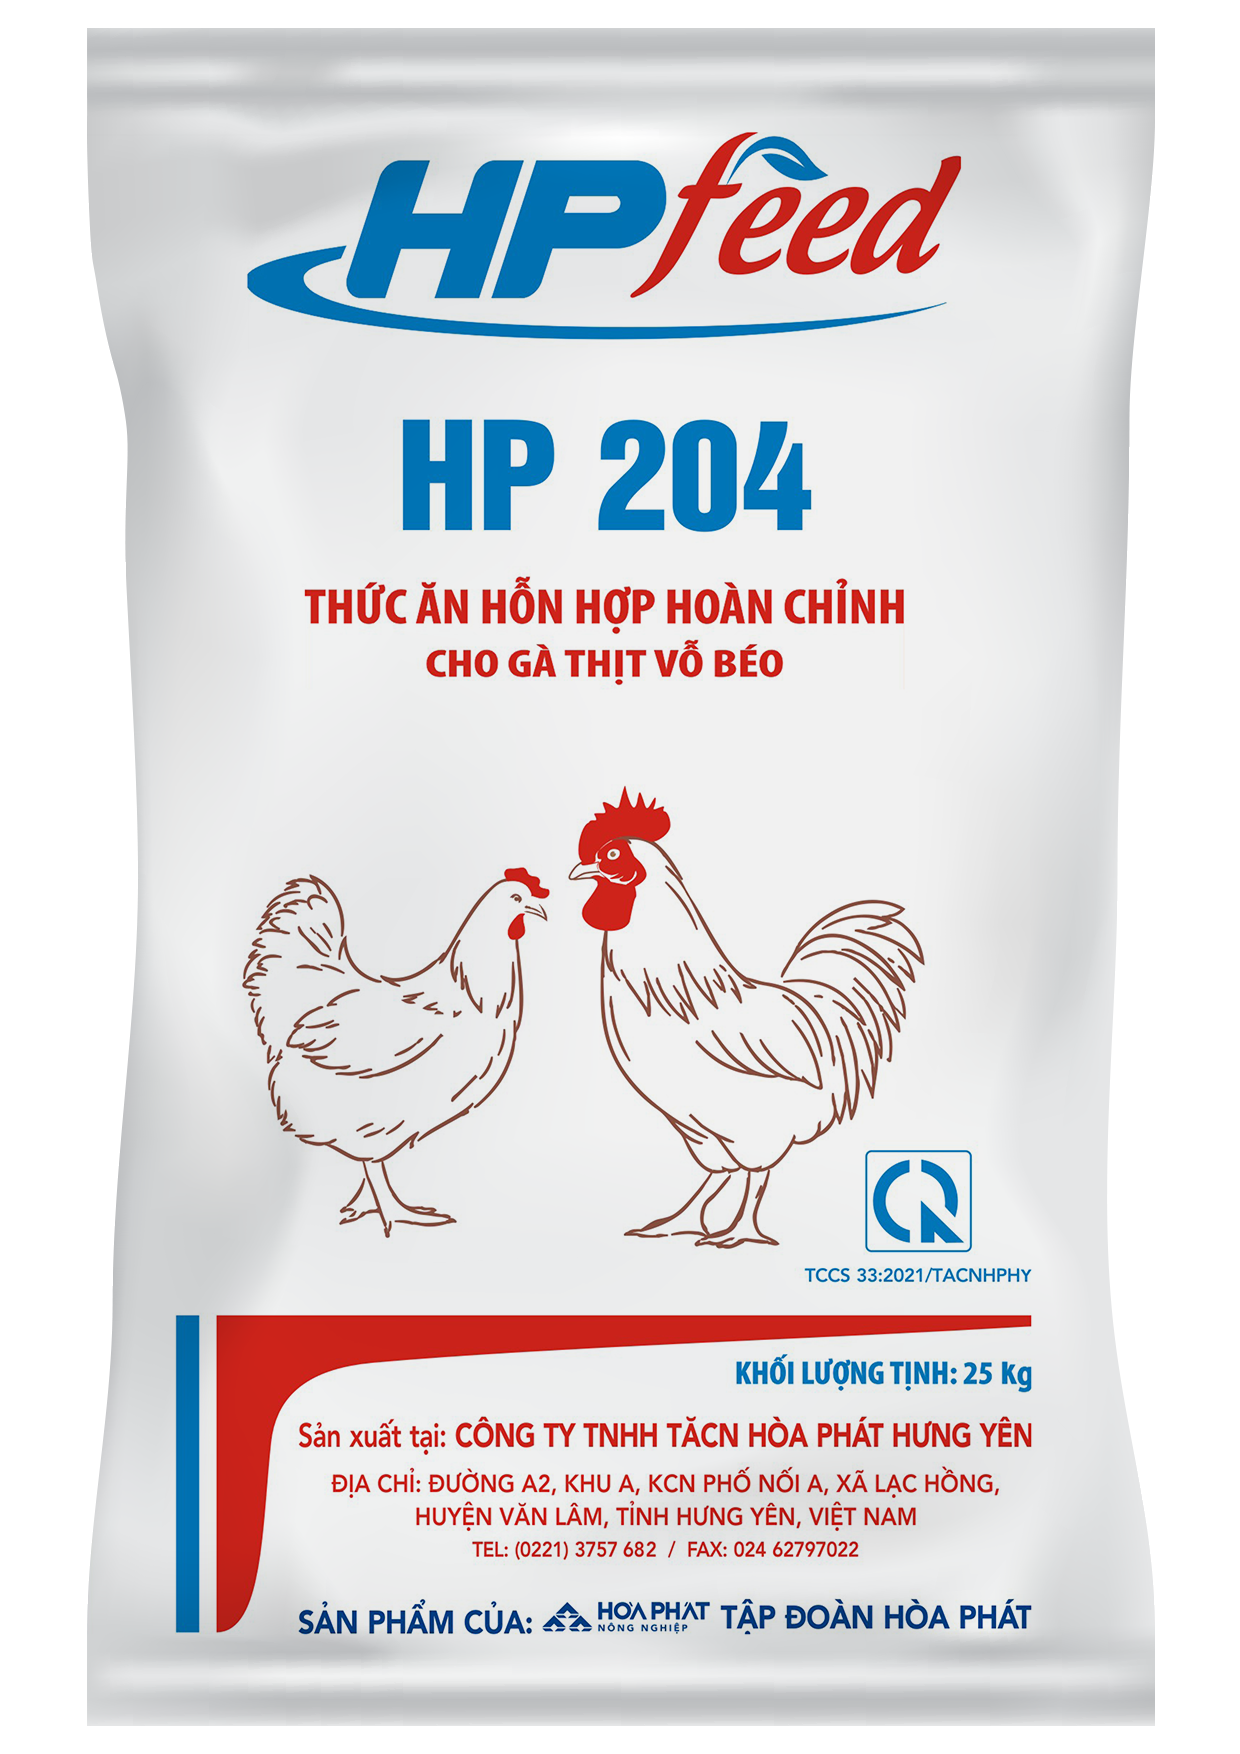 HPfeed
HP 204
THỨC ĂN HỖN HỢP HOÀN CHỈNH
CHO GÀ THỊT VỖ BÉO
TCCS 33:2021/TACNHPHY
KHỐI LƯỢNG TỊNH: 25 Kg
Sản xuất tại: CÔNG TY TNHH TĂCN HÒA PHÁT HƯNG YÊN
ĐỊA CHỈ: ĐƯỜNG A2, KHU A, KCN PHỐ NỐI A, XÃ LẠC HỒNG,
HUYỆN VĂN LÂM, TỈNH HƯNG YÊN, VIỆT NAM
TEL: (0221) 3757 682 / FAX: 024 62797022
SẢN PHẨM CỦA: HÒA PHÁT NÔNG NGHIỆP TẬP ĐOÀN HÒA PHÁT